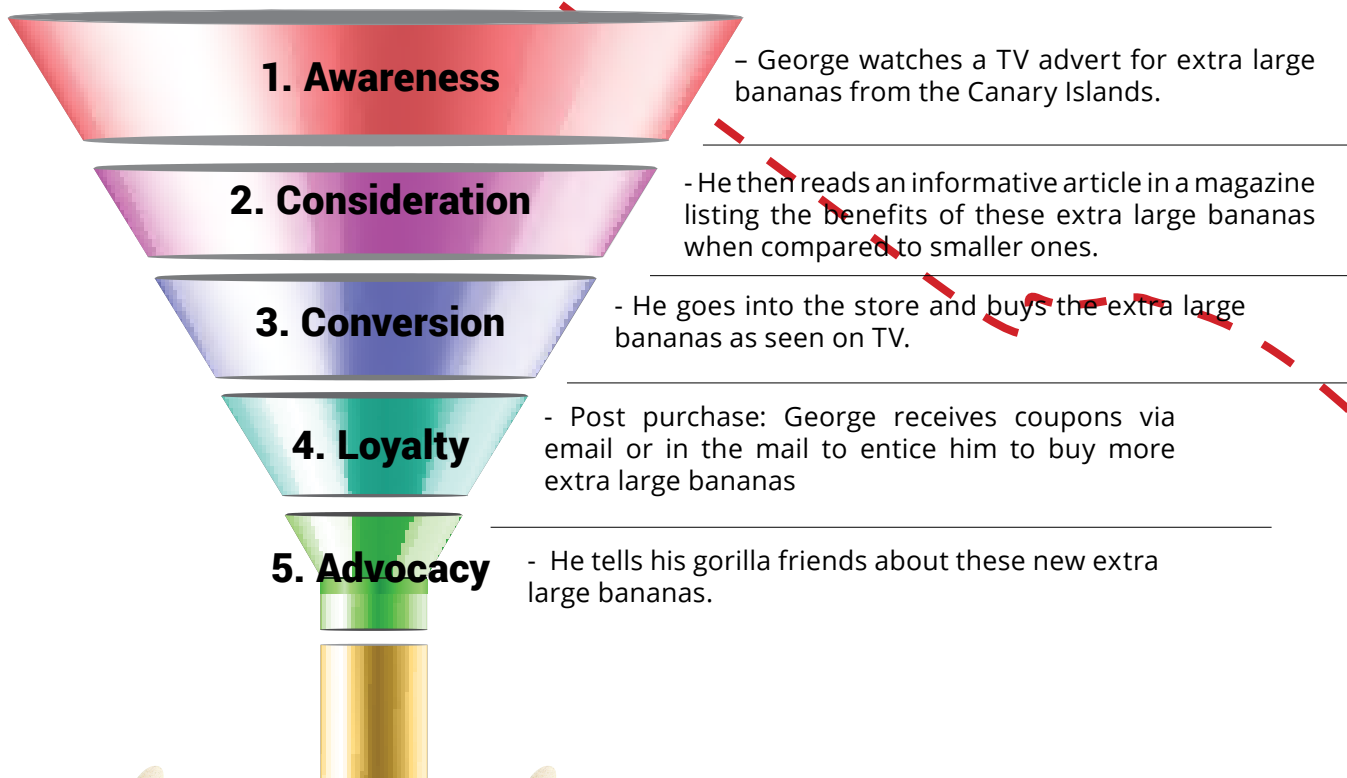 1. Awareness
– George watches a TV advert for extra large
bananas from the Canary Islands.
2. Consideration
- He then reads an informative article in a magazine
listing the benefits of these extra large bananas
when compared to smaller ones.
3. Conversion
- He goes into the store and buys the extra large
bananas as seen on TV.
4. Loyalty
- Post purchase: George receives coupons via
email or in the mail to entice him to buy more
extra large bananas
5. Advocacy
- He tells his gorilla friends about these new extra
large bananas.